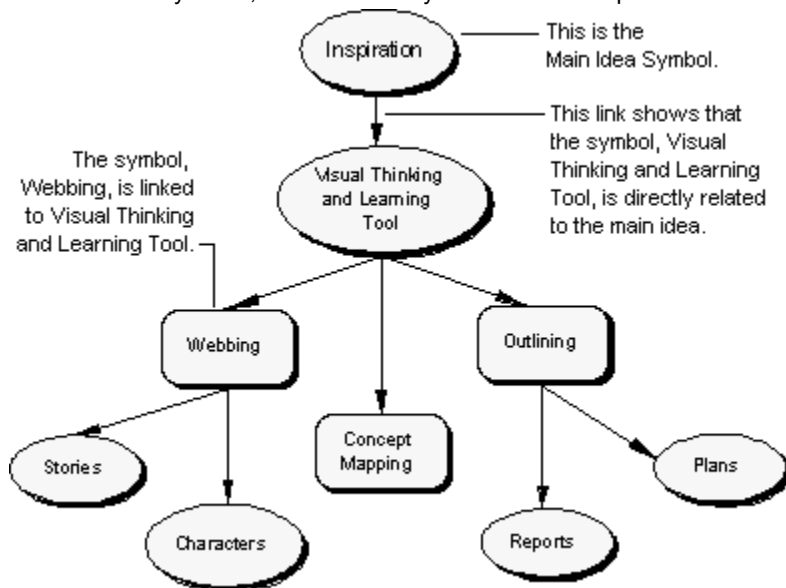 Inspiration
This is the
Main Idea Symbol.
This link shows that
the symbol, Visual
Thinking and Learning
Tool, is directly related
to the main idea.
Visual Thinking
and Learning
Tool
The symbol,
Webbing, is linked
to Visual Thinking
and Learning Tool.
Webbing
Outlining
Concept
Mapping
Stories
Plans
Characters
Reports